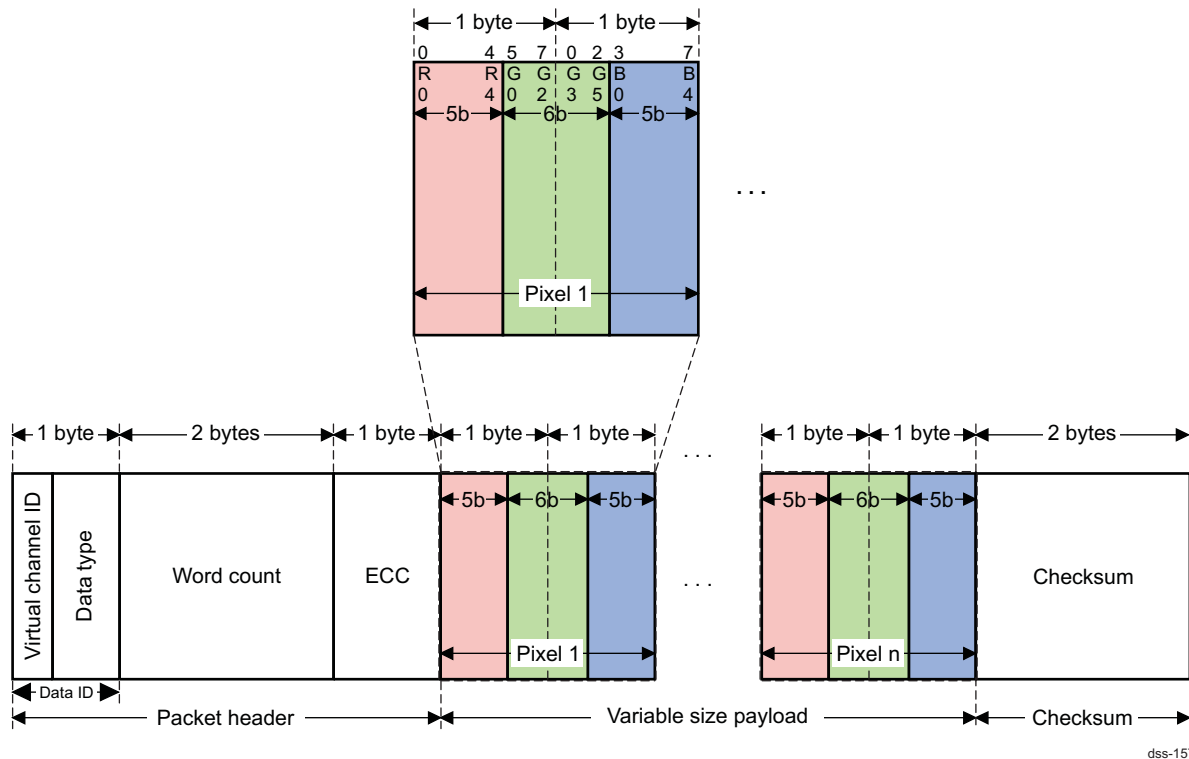 1 byte 1 byte
0 4 5 7 0 2 3 7
R R G G G G B B
0 4 0 2 3 5 0 4
5b 6b 5b
. . .
Pixel 1
1 byte 2 bytes 1 byte 1 byte 1 byte . . . 1 byte 1 byte 2 bytes
Virtual channel ID
Data type
Word count
ECC
5b 6b 5b
Pixel 1
. . .
5b 6b 5b
Pixel n
Checksum
Data ID
Packet header Variable size payload Checksum